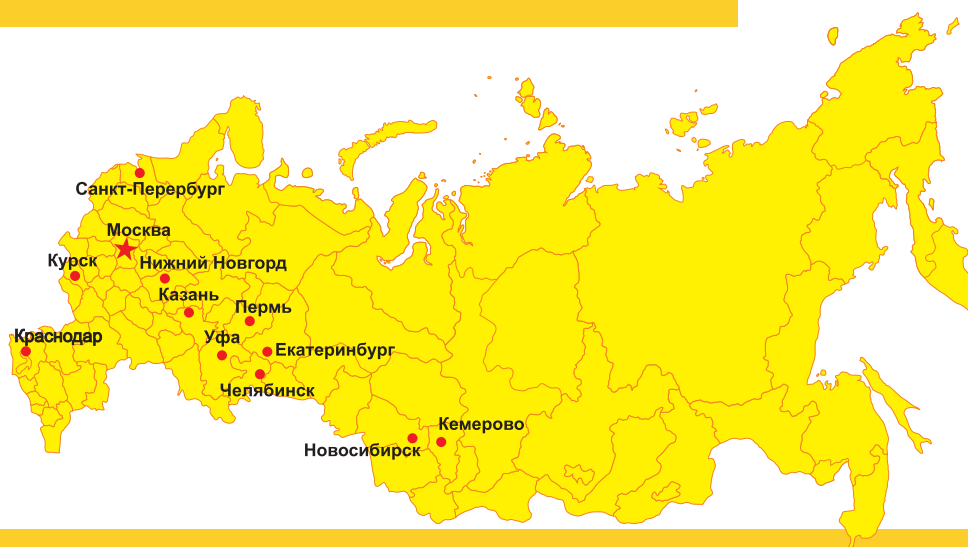 Санкт-Перербург
Москва
Курск
Нижний Новгорд
Казань
Пермь
Краснодар
Уфа
Екатеринбург
Челябинск
Кемерово
Новосибирск